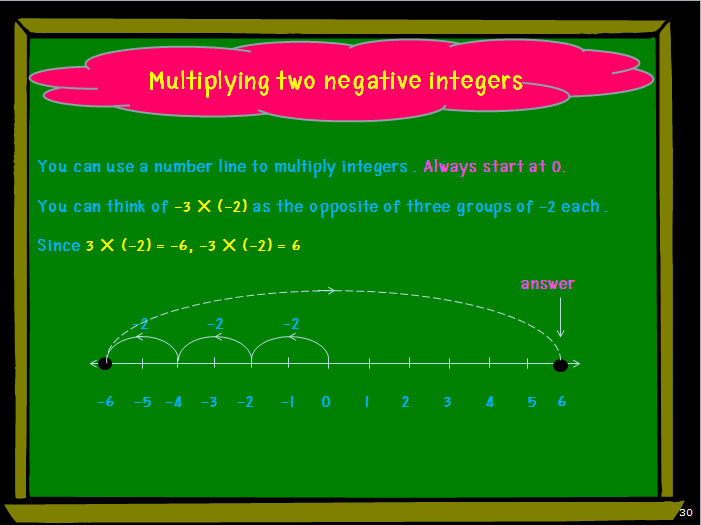 Multiplying two negative integers
You can use a number line to multiply integers . Always start at 0.
You can think of -3 × (-2) as the opposite of three groups of -2 each .
Since 3 × (-2) = -6, -3 × (-2) = 6
answer
-2 -2 -2
-6 -5 -4 -3 -2 -1 0 1 2 3 4 5 6
30